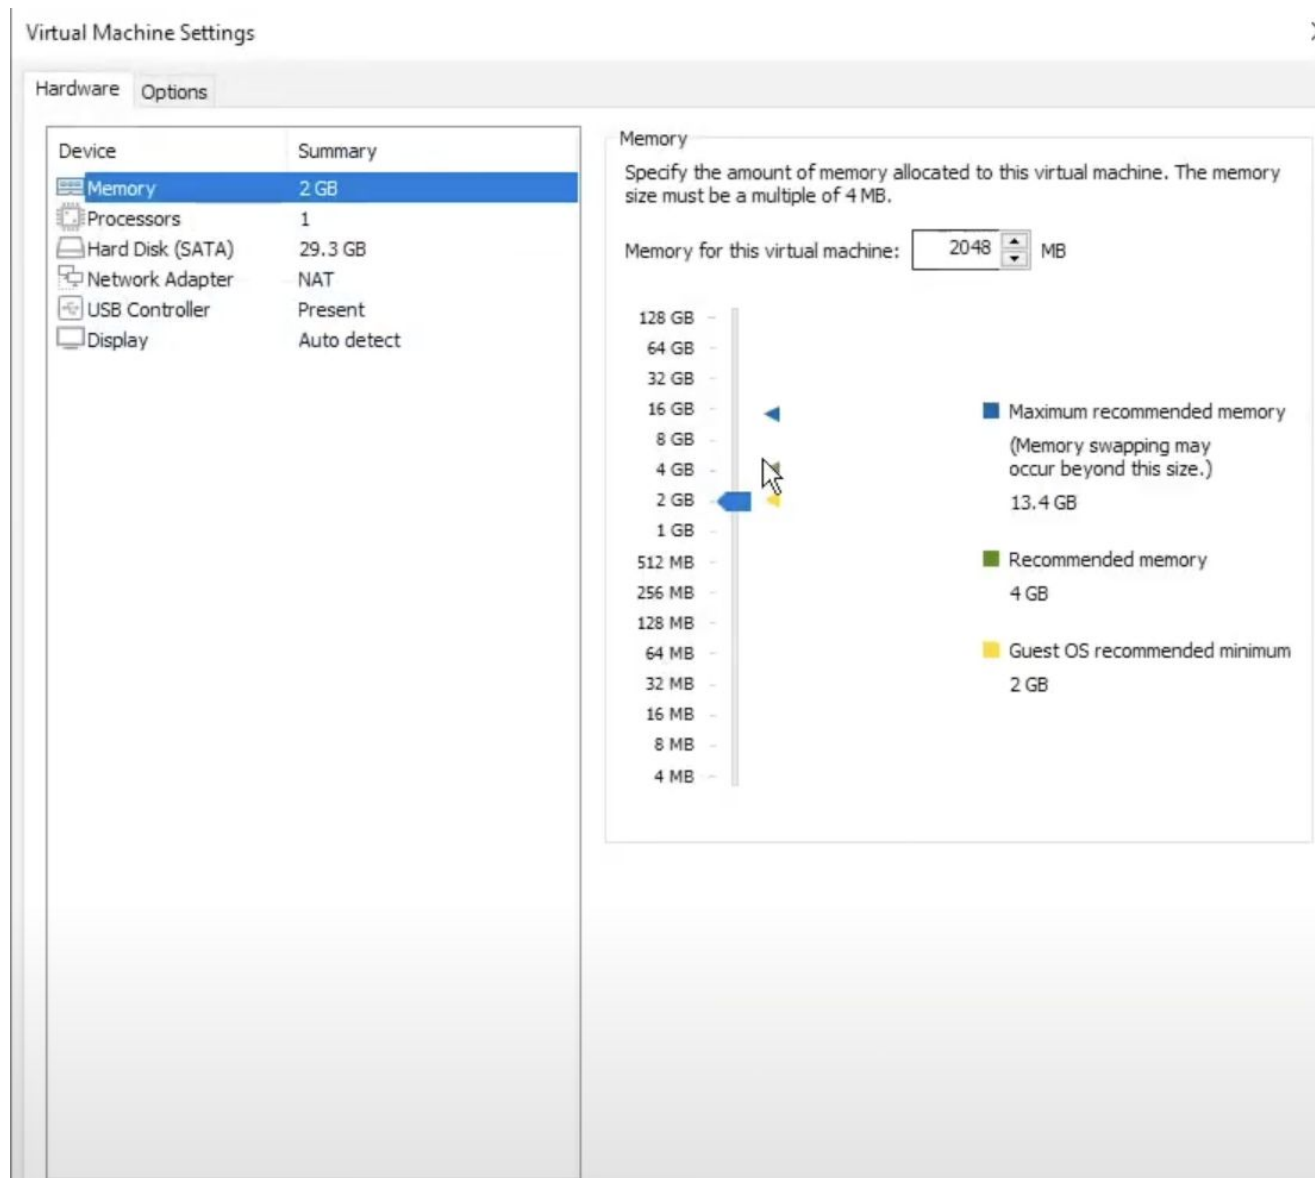 Virtual Machine Settings
Hardware
Options
Device Summary
Memory 2 GB
Processors 1
Hard Disk (SATA) 29.3 GB
Network Adapter NAT
USB Controller Present
Display Auto detect
Memory
Specify the amount of memory allocated to this virtual machine. The memory
size must be a multiple of 4 MB.
Memory for this virtual machine: 2048 MB
128 GB
64 GB
32 GB
16 GB
8 GB
4 GB
2 GB
1 GB
512 MB
256 MB
128 MB
64 MB
32 MB
16 MB
8 MB
4 MB
Maximum recommended memory
(Memory swapping may
occur beyond this size.)
13.4 GB
Recommended memory
4 GB
Guest OS recommended minimum
2 GB